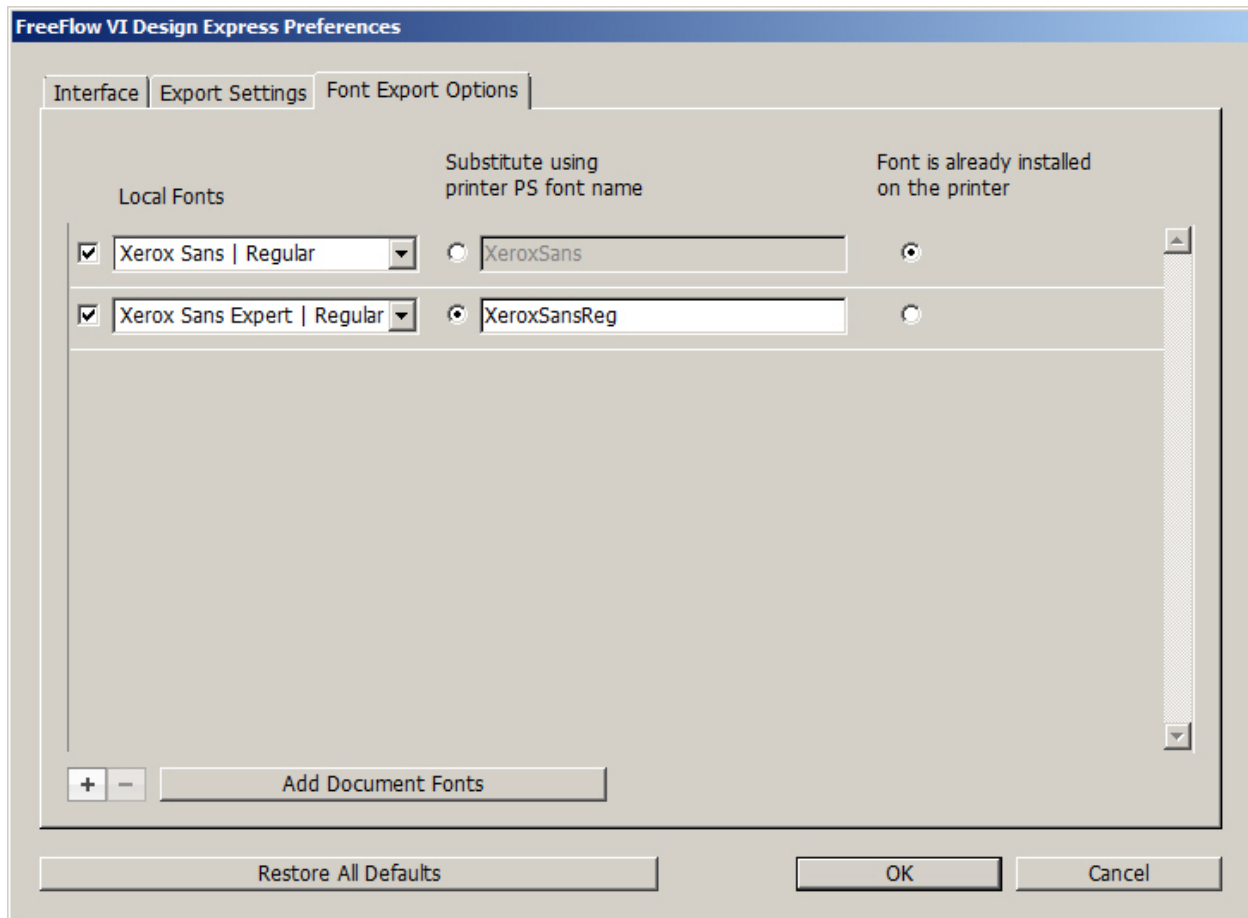 FreeFlow VI Design Express Preferences
Interface
Export Settings
Font Export Options
Local Fonts
Substitute using
printer PS font name
Font is already installed
on the printer
Xerox Sans | Regular
XeroxSans
Xerox Sans Expert | Regular
XeroxSansReg
+
−
Add Document Fonts
Restore All Defaults
OK
Cancel